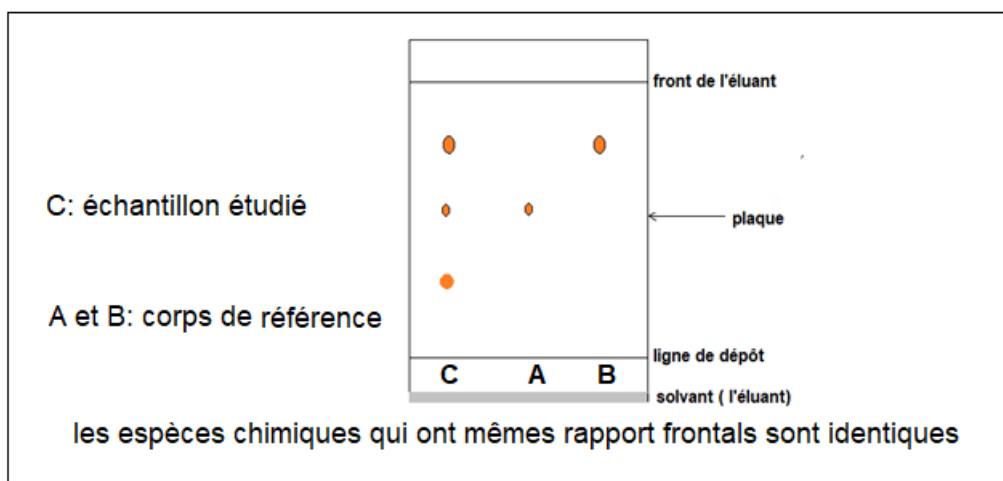 front de l'éluant
C: échantillon étudié
plaque
A et B: corps de référence
ligne de dépôt
C A B
solvant ( l'éluant)
les espèces chimiques qui ont mêmes rapport frontals sont identiques